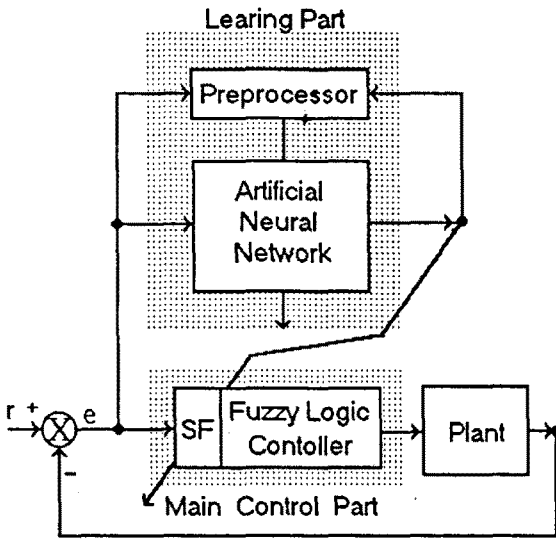 Learing Part
Preprocessor
Artificial
Neural
Network
r + e
SF
Fuzzy Logic
Contoller
Plant
-
Main Control Part